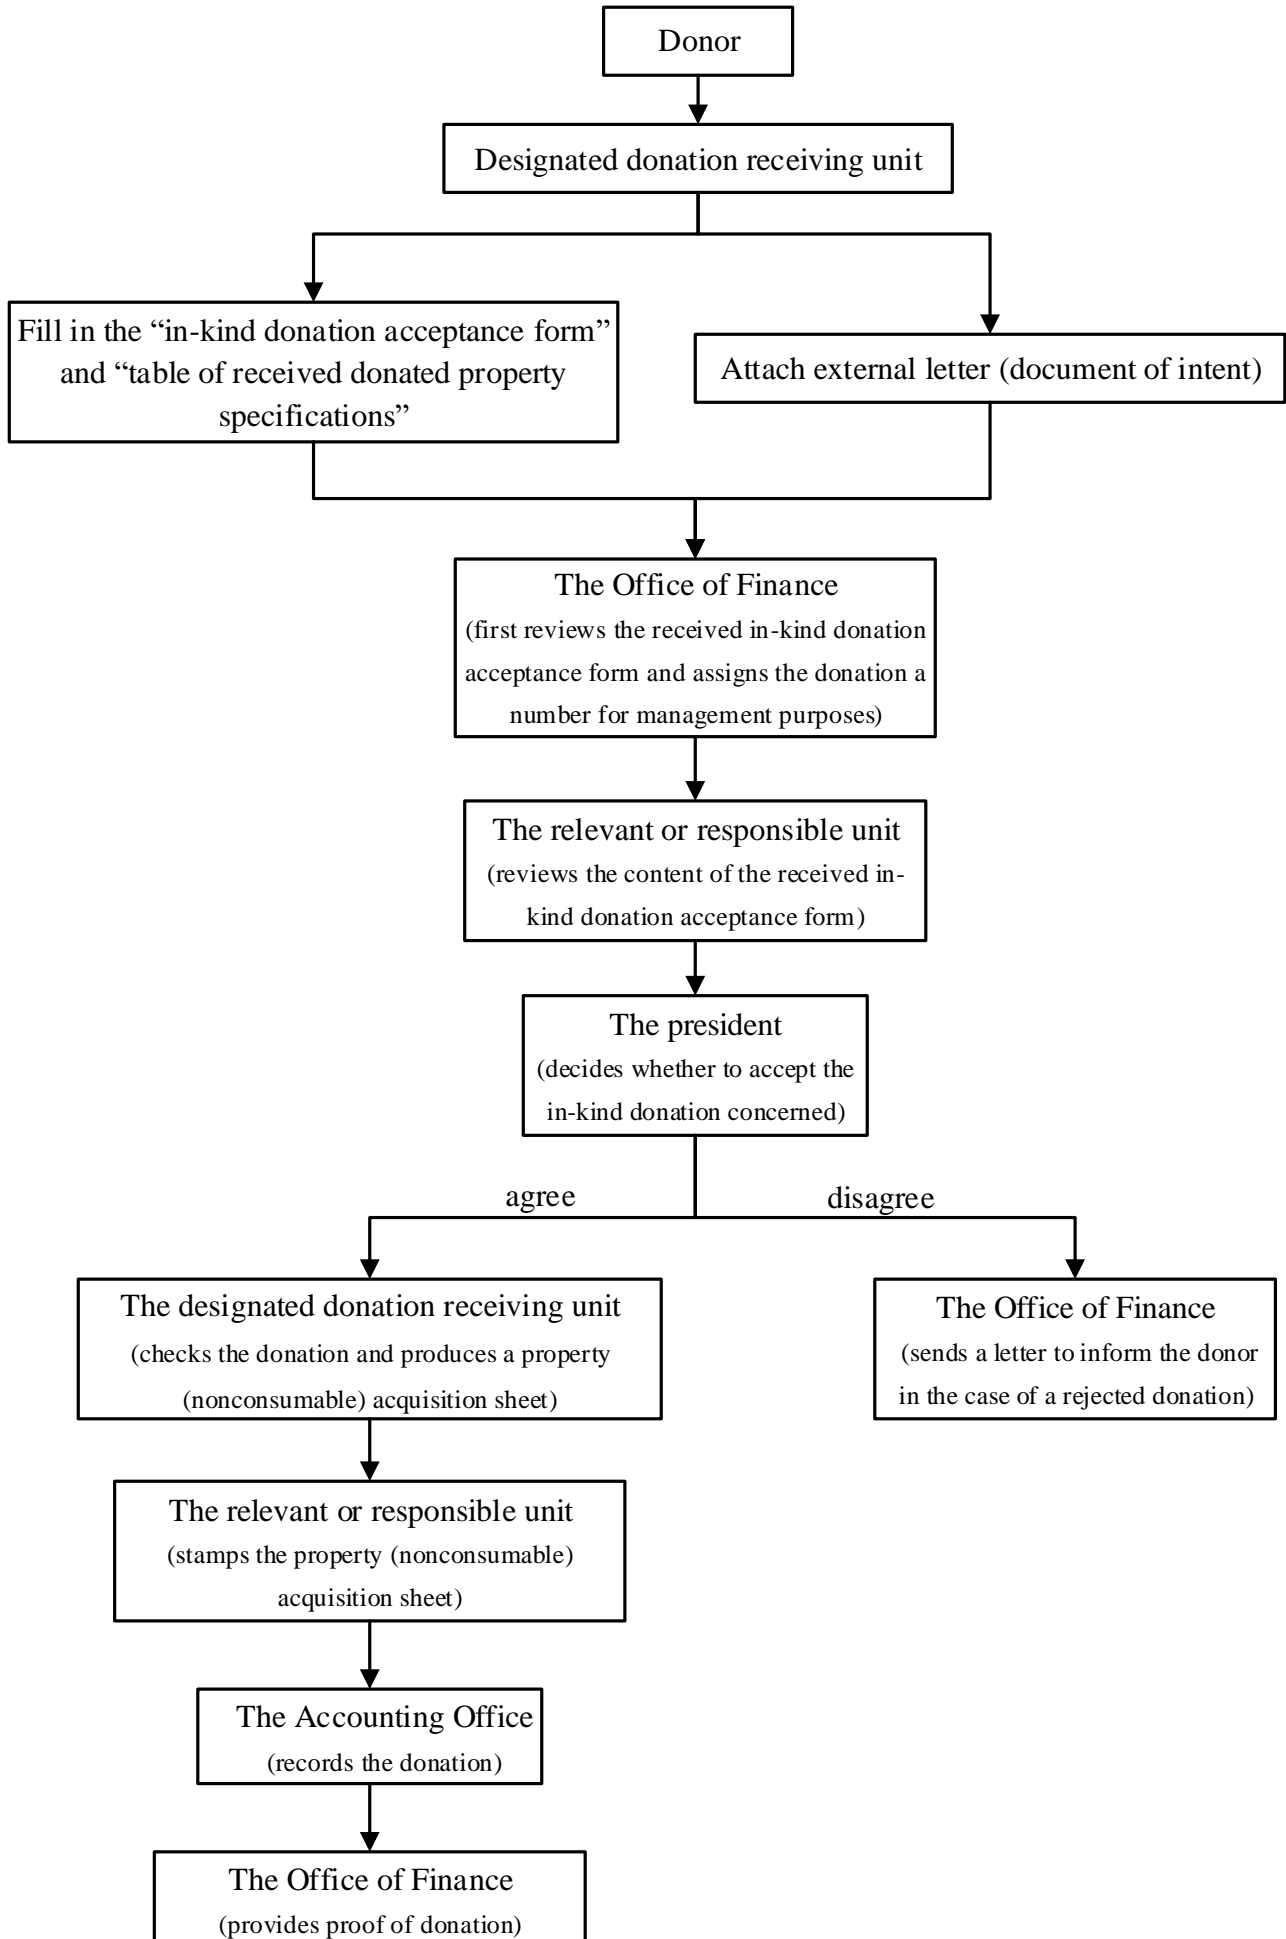 Donor
Designated donation receiving unit
Fill in the “in-kind donation acceptance form”
and “table of received donated property
specifications”
Attach external letter (document of intent)
The Office of Finance
(first reviews the received in-kind donation
acceptance form and assigns the donation a
number for management purposes)
The relevant or responsible unit
(reviews the content of the received in-
kind donation acceptance form)
The president
(decides whether to accept the
in-kind donation concerned)
agree
disagree
The designated donation receiving unit
(checks the donation and produces a property
(nonconsumable) acquisition sheet)
The Office of Finance
(sends a letter to inform the donor
in the case of a rejected donation)
The relevant or responsible unit
(stamps the property (nonconsumable)
acquisition sheet)
The Accounting Office
(records the donation)
The Office of Finance
(provides proof of donation)